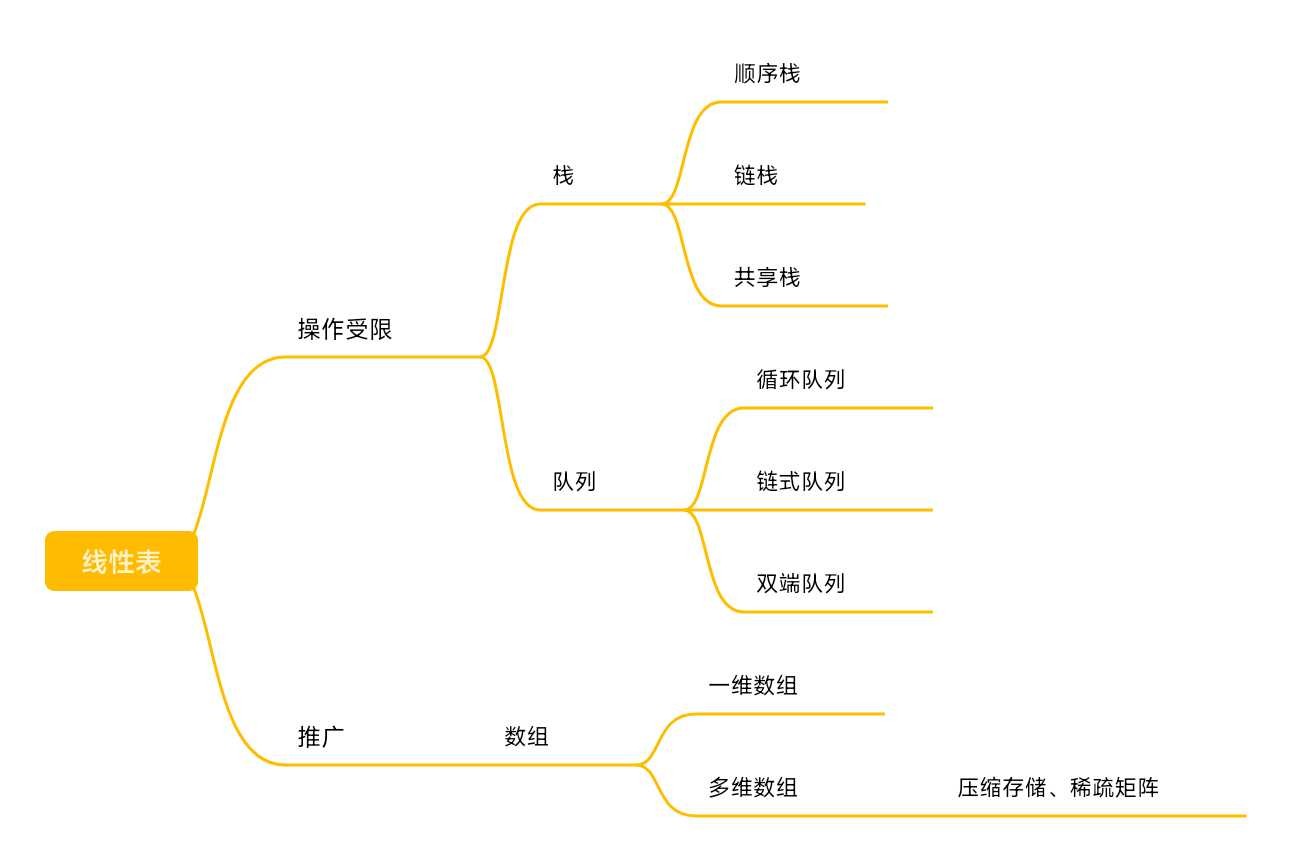 顺序栈
栈
链栈
共享栈
操作受限
循环队列
队列
链式队列
双端队列
线性表
一维数组
推广
数组
多维数组
压缩存储、稀疏矩阵